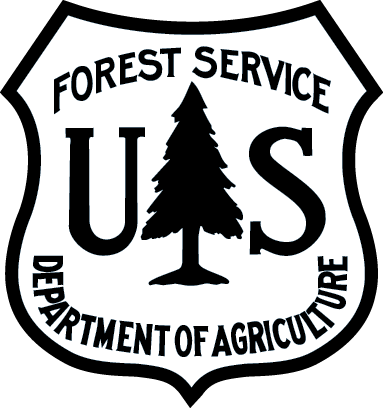 FOREST SERVICE
U S
DEPARTMENT OF AGRICULTURE